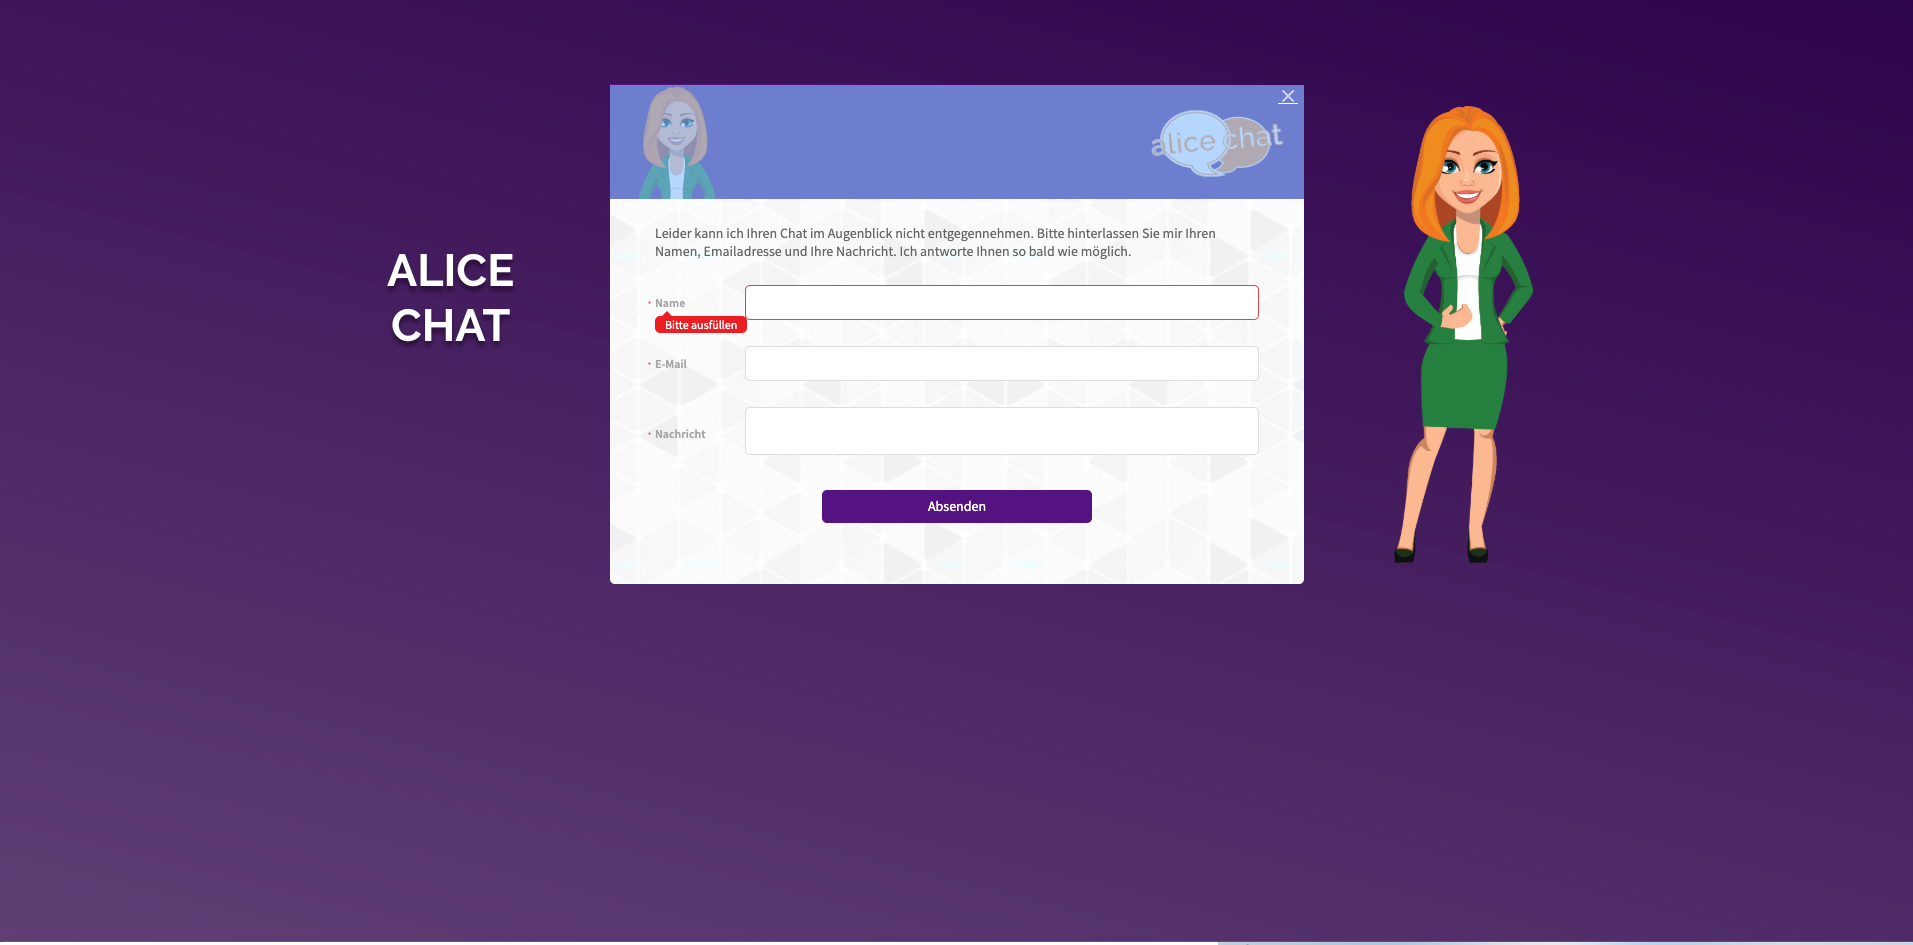 alice chat
ALICE
CHAT
Leider kann ich Ihren Chat im Augenblick nicht entgegennehmen. Bitte hinterlassen Sie mir Ihren
Namen, Emailadresse und Ihre Nachricht. Ich antworte Ihnen so bald wie möglich.
* Name
Bitte ausfüllen
* E-Mail
* Nachricht
Absenden